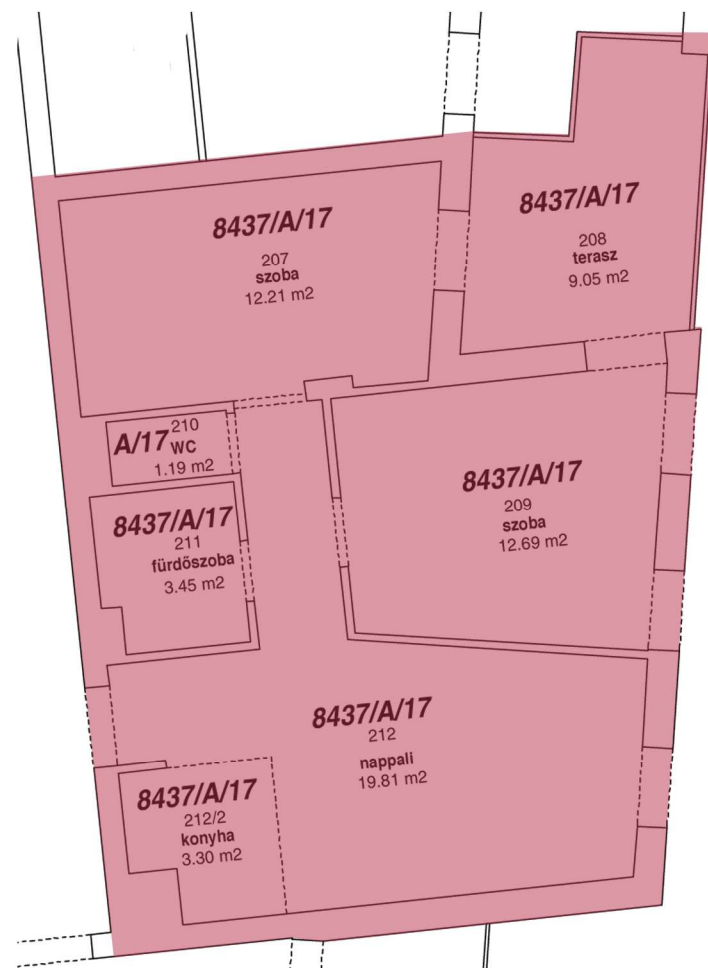 8437/A/17
207
szoba
12.21 m2
8437/A/17
208
terasz
9.05 m2
A/17
210
WC
1.19 m2
8437/A/17
209
szoba
12.69 m2
8437/A/17
211
fürdőszoba
3.45 m2
8437/A/17
212
nappali
19.81 m2
8437/A/17
212/2
konyha
3.30 m2